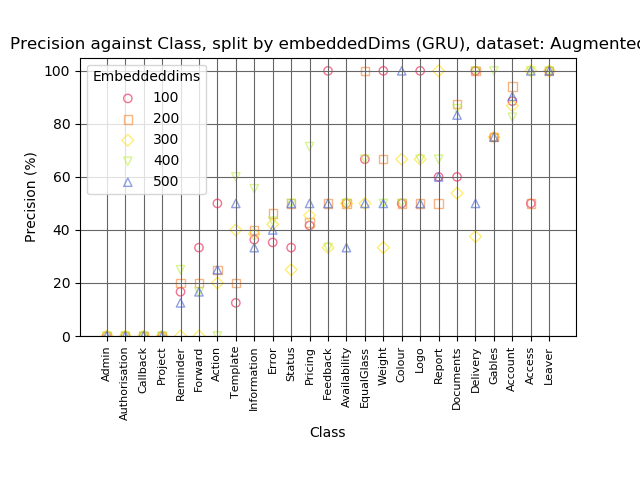 Precision against Class, split by embeddedDims (GRU), dataset: Augmented
Precision (%)
100
80
60
40
20
0
Embeddeddims
100
200
300
400
500
Admin
Authorisation
Callback
Project
Reminder
Forward
Action
Template
Information
Error
Status
Pricing
Feedback
Availability
EqualGlass
Weight
Colour
Logo
Report
Documents
Delivery
Gables
Account
Access
Leaver
Class